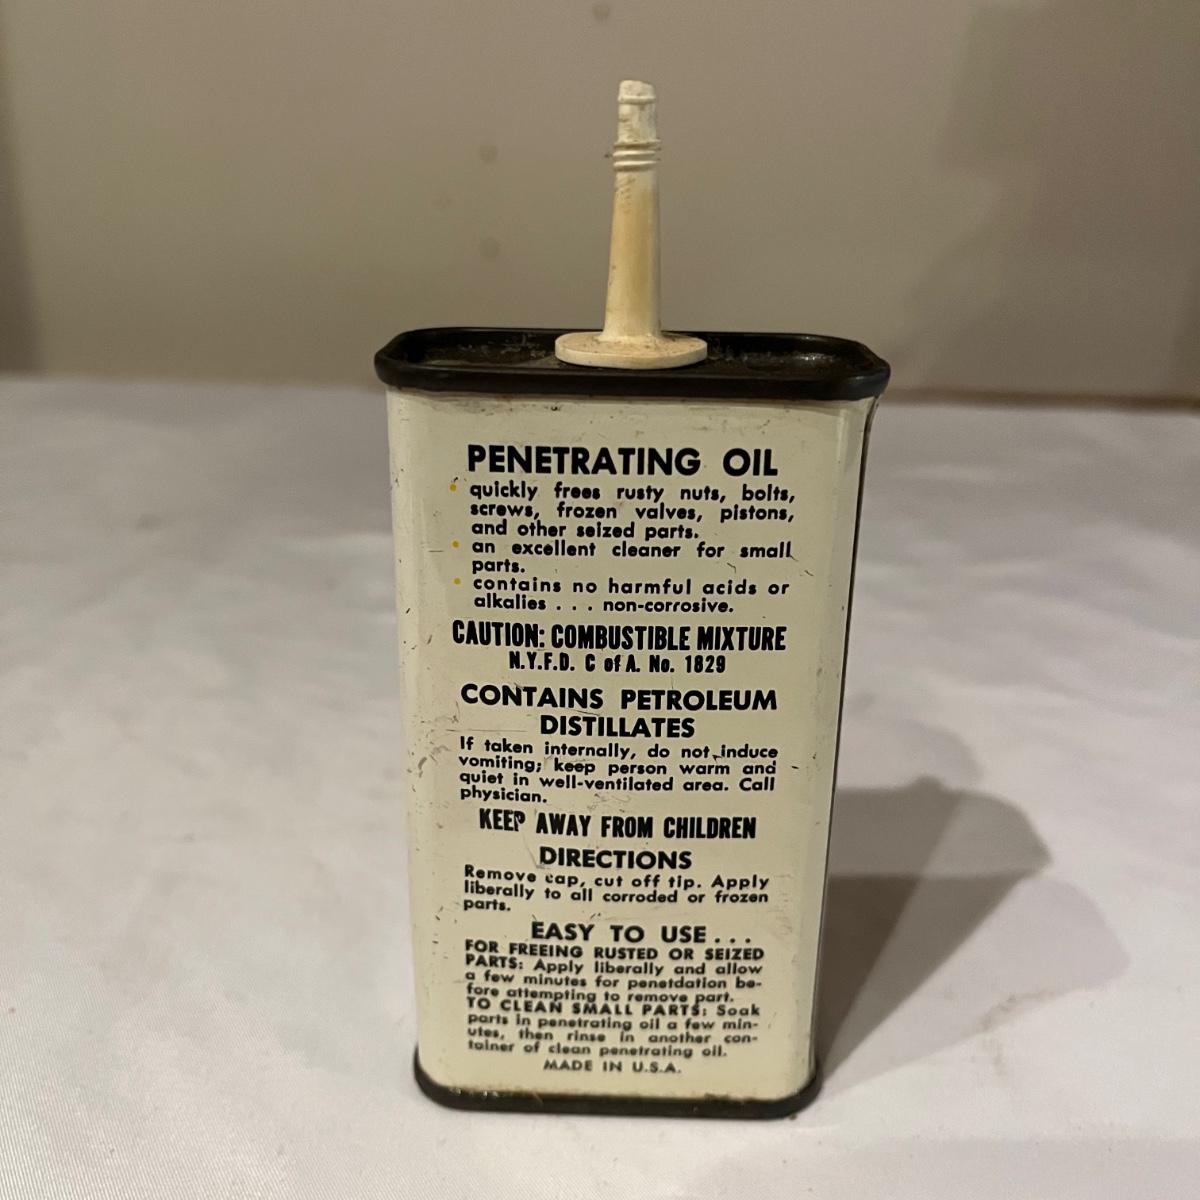 PENETRATING OIL
• quickly frees rusty nuts, bolts,
screws, frozen valves, pistons,
and other seized parts.
• an excellent cleaner for small
parts.
• contains no harmful acids or
alkalies . . . non-corrosive.
CAUTION: COMBUSTIBLE MIXTURE
N.Y.F.D. C of A. No. 1829
CONTAINS PETROLEUM
DISTILLATES
If taken internally, do not induce
vomiting; keep person warm and
quiet in well-ventilated area. Call
physician.
KEEP AWAY FROM CHILDREN
DIRECTIONS
Remove cap, cut off tip. Apply
liberally to all corroded or frozen
parts.
EASY TO USE . . .
FOR FREEING RUSTED OR SEIZED
PARTS: Apply liberally and allow
a few minutes for penetdation be-
fore attempting to remove part.
TO CLEAN SMALL PARTS: Soak
parts in penetrating oil a few min-
utes, then rinse in another con-
tainer of clean penetrating oil.
MADE IN U.S.A.